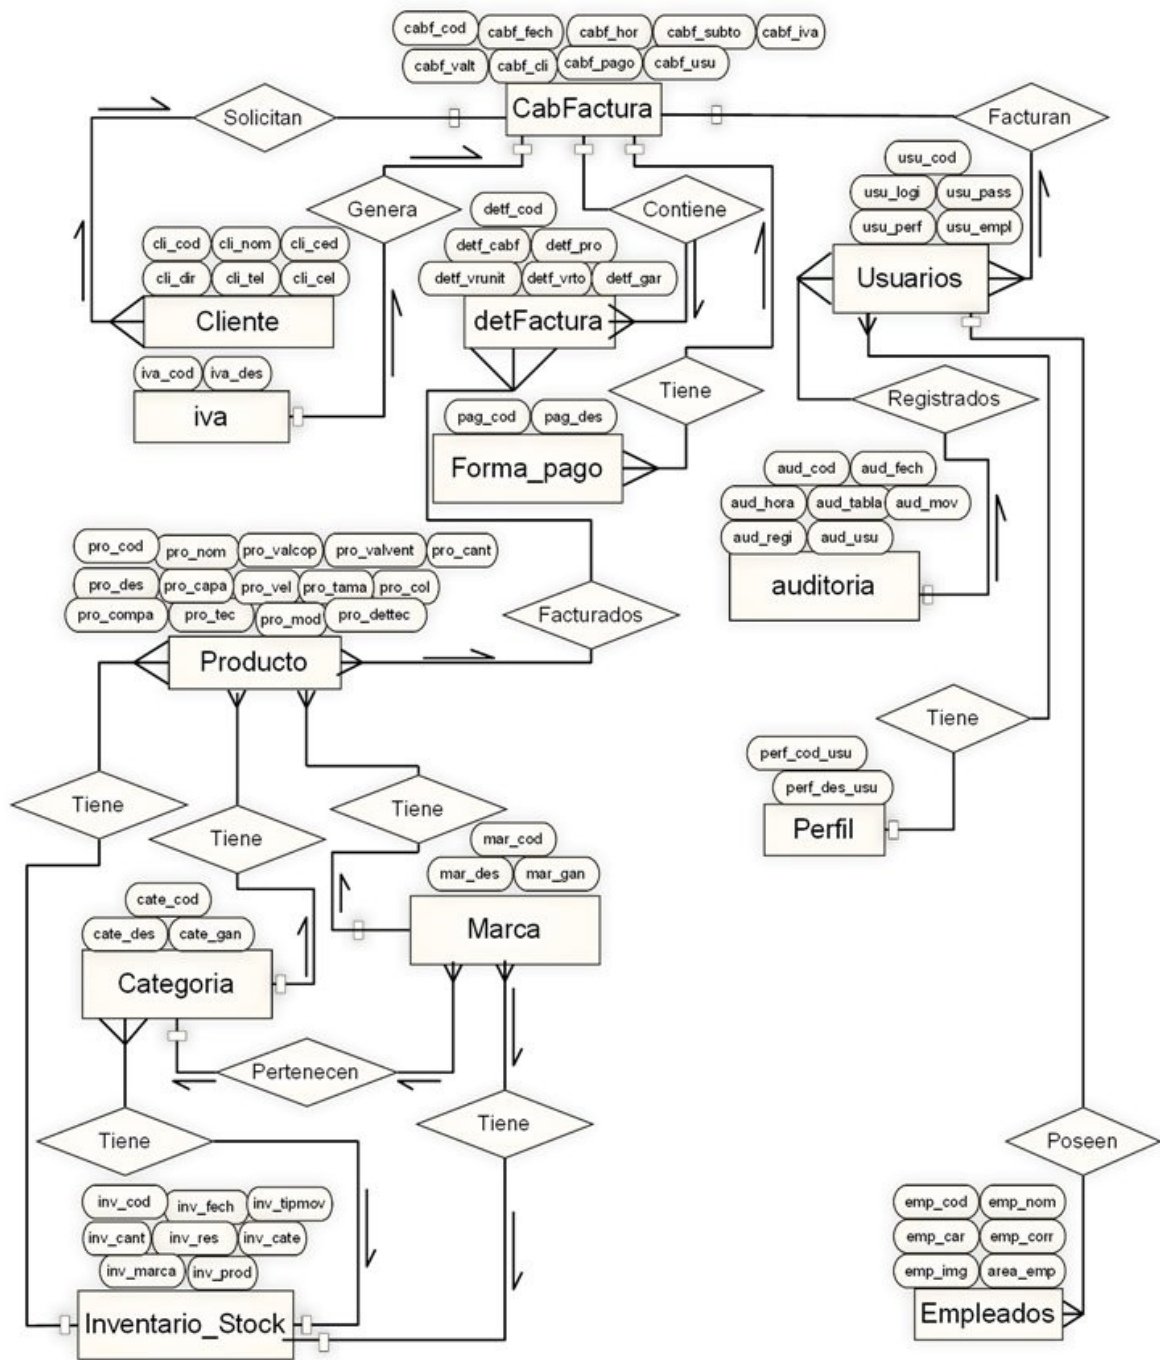 cabf_cod cabf_fech cabf_hor cabf_subto cabf_iva
cabf_valt cabf_cli cabf_pago cabf_usu
CabFactura
Solicitan
Facturan
usu_cod
usu_logi usu_pass
usu_perf usu_empl
Usuarios
Genera
detf_cod
Contiene
detf_cabf detf_pro
detf_vrunit detf_vrto detf_gar
detFactura
cli_cod cli_nom cli_ced
cli_dir cli_tel cli_cel
Cliente
iva_cod iva_des
iva
Tiene
Registrados
pag_cod pag_des
Forma_pago
aud_cod aud_fech
aud_hora aud_tabla aud_mov
aud_regi aud_usu
auditoria
pro_cod pro_nom pro_valcop pro_valvent pro_cant
pro_des pro_capa pro_vel pro_tama pro_col
pro_compa pro_tec pro_mod pro_dettec
Producto
Facturados
Tiene
perf_cod_usu
perf_des_usu
Perfil
Tiene
Tiene
Tiene
mar_cod
mar_des mar_gan
Marca
cate_cod
cate_des cate_gan
Categoria
Pertenecen
Tiene
Tiene
Poseen
inv_cod inv_fech inv_tipmov
inv_cant inv_res inv_cate
inv_marca inv_prod
Inventario_Stock
emp_cod emp_nom
emp_car emp_corr
emp_img area_emp
Empleados